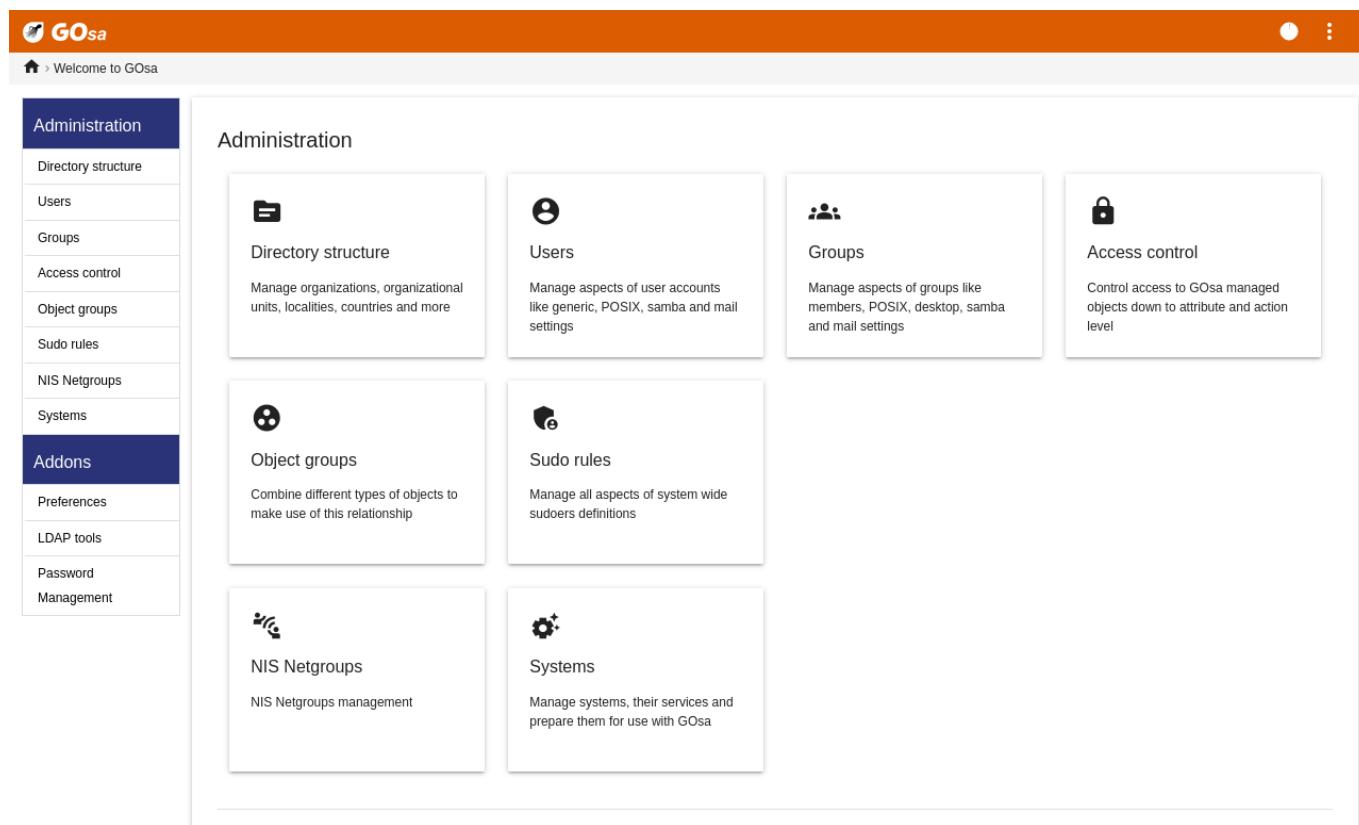 GOsa
› Welcome to GOsa
Administration
Directory structure
Users
Groups
Access control
Object groups
Sudo rules
NIS Netgroups
Systems
Addons
Preferences
LDAP tools
Password
Management
Administration
Directory structure
Manage organizations, organizational
units, localities, countries and more
Users
Manage aspects of user accounts
like generic, POSIX, samba and mail
settings
Groups
Manage aspects of groups like
members, POSIX, desktop, samba
and mail settings
Access control
Control access to GOsa managed
objects down to attribute and action
level
Object groups
Combine different types of objects to
make use of this relationship
Sudo rules
Manage all aspects of system wide
sudoers definitions
NIS Netgroups
NIS Netgroups management
Systems
Manage systems, their services and
prepare them for use with GOsa